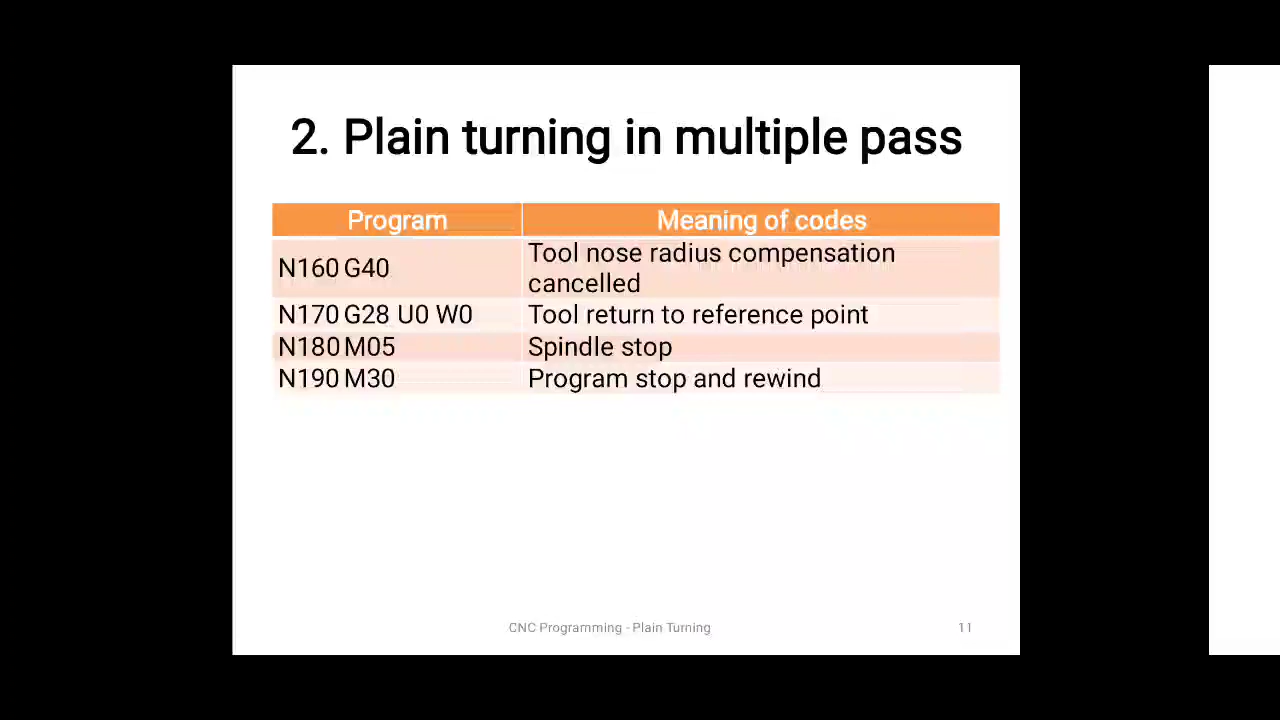 2. Plain turning in multiple pass
Program Meaning of codes
N160 G40 Tool nose radius compensation
cancelled
N170 G28 U0 W0 Tool return to reference point
N180 M05 Spindle stop
N190 M30 Program stop and rewind
CNC Programming - Plain Turning 11